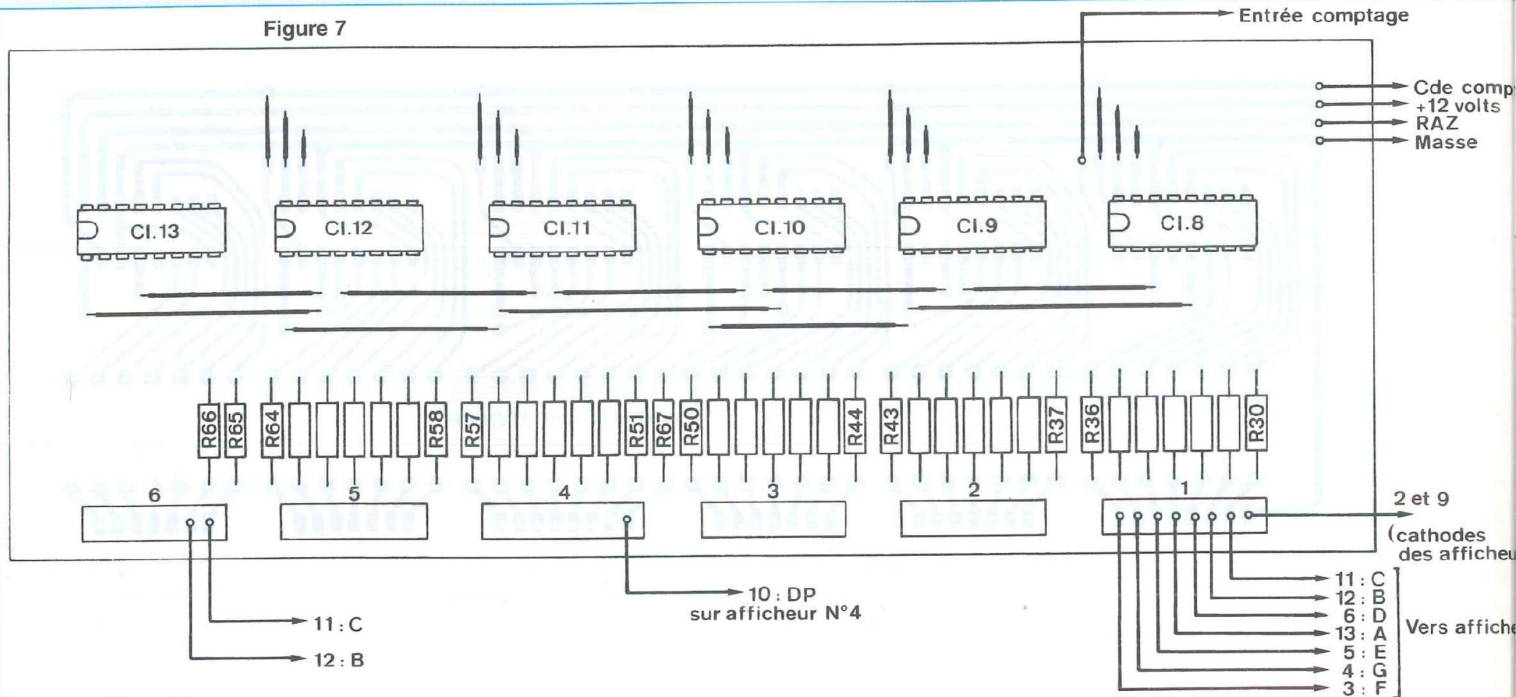 Figure 7
Entrée comptage
Cde comp
+12 volts
RAZ
Masse
CI.13
CI.12
CI.11
CI.10
CI.9
CI.8
R66
R65
R64
R58
R57
R51
R67
R50
R44
R43
R37
R36
R30
6
5
4
3
2
1
2 et 9
(cathodes
des afficheu
11 : C
12 : B
10 : DP
sur afficheur N°4
11 : C
12 : B
6 : D
13 : A
5 : E
4 : G
3 : F
Vers affiche